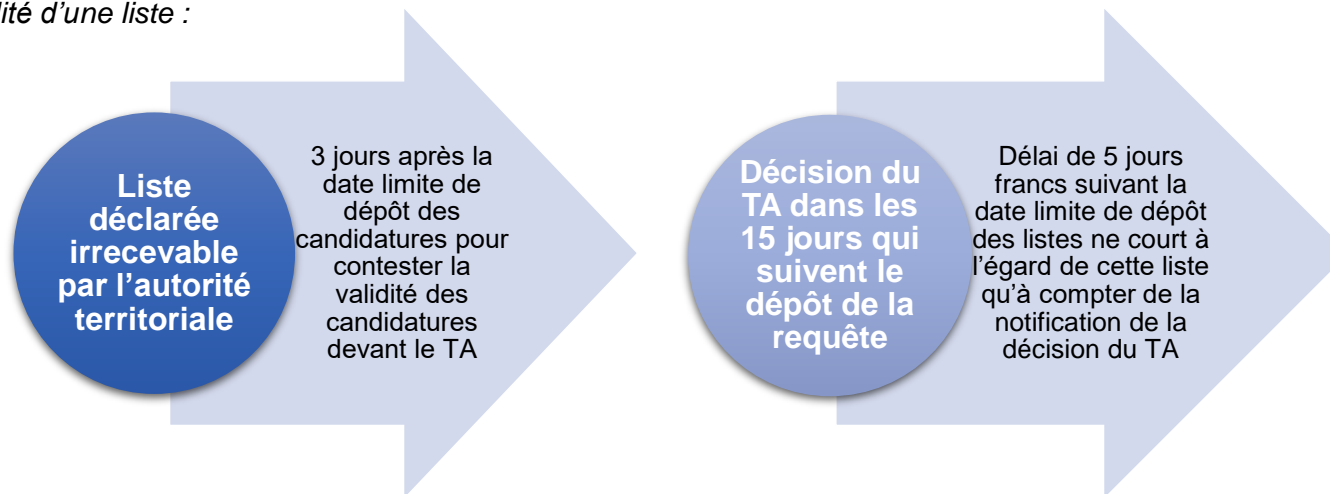 lité d’une liste :
Liste
déclarée
irrecevable
par l’autorité
territoriale
3 jours après la
date limite de
dépôt des
candidatures pour
contester la
validité des
candidatures
devant le TA
Décision du
TA dans les
15 jours qui
suivent le
dépôt de la
requête
Délai de 5 jours
francs suivant la
date limite de dépôt
des listes ne court à
l’égard de cette liste
qu’à compter de la
notification de la
décision du TA